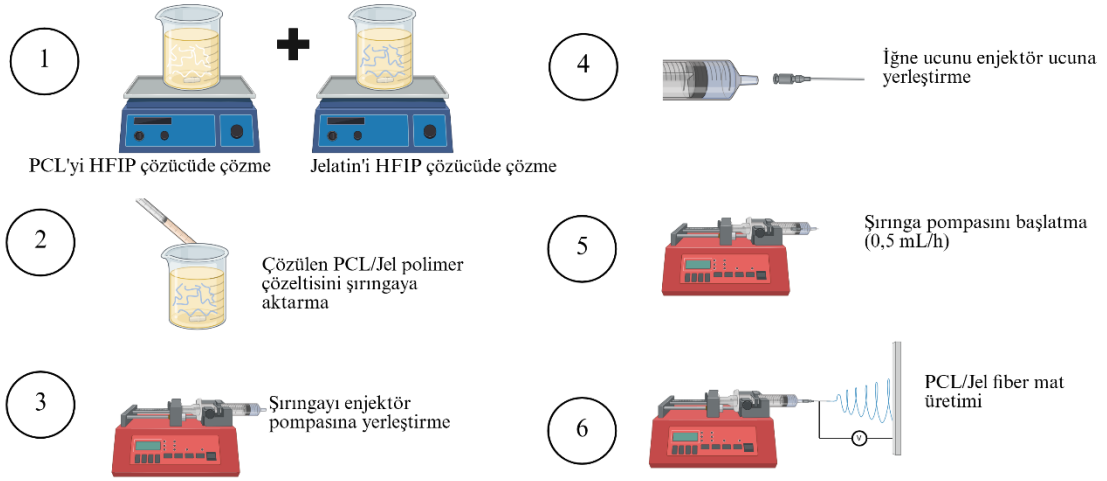 1
PCL'yi HFIP çözücüde çözme
Jelatin'i HFIP çözücüde çözme
2
Çözülen PCL/Jel polimer
çözeltisini şırıngaya
aktarma
3
Şırıngayı enjektör
pompasına yerleştirme
4
İğne ucunu enjektör ucuna
yerleştirme
5
Şırınga pompasını başlatma
(0,5 mL/h)
6
V
PCL/Jel fiber mat
üretimi